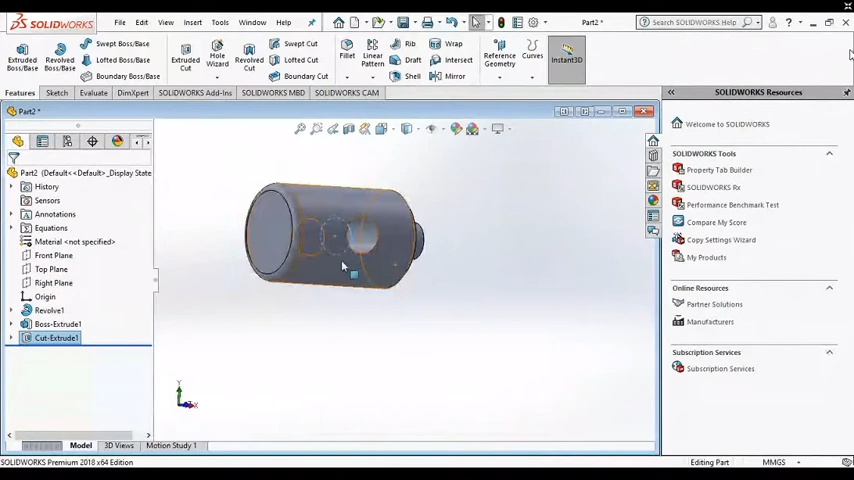 SOLIDWORKS File Edit View Insert Tools Window Help Part2 * Search SOLIDWORKS Help
Extruded Boss/Base
Revolved Boss/Base
Swept Boss/Base
Lofted Boss/Base
Boundary Boss/Base
Extruded Cut
Hole Wizard
Revolved Cut
Swept Cut
Lofted Cut
Boundary Cut
Fillet
Linear Pattern
Rib
Draft
Shell
Wrap
Intersect
Mirror
Reference Geometry
Curves
Instant3D
Features Sketch Evaluate DimXpert SOLIDWORKS Add-Ins SOLIDWORKS MBD SOLIDWORKS CAM
Part2 *
Part2 (Default<<Default>_Display State
History
Sensors
Annotations
Equations
Material <not specified>
Front Plane
Top Plane
Right Plane
Origin
Revolve1
Boss-Extrude1
Cut-Extrude1
Y
X
SOLIDWORKS Resources
Welcome to SOLIDWORKS
SOLIDWORKS Tools
Property Tab Builder
SOLIDWORKS Rx
Performance Benchmark Test
Compare My Score
Copy Settings Wizard
My Products
Online Resources
Partner Solutions
Manufacturers
Subscription Services
Subscription Services
Model 3D Views Motion Study 1
SOLIDWORKS Premium 2018 x64 Edition Editing Part MMGS